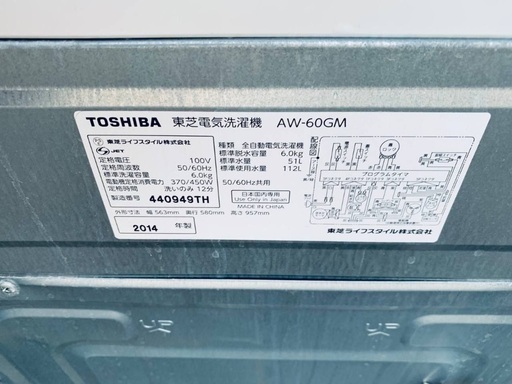 TOSHIBA 東芝電気洗濯機 AW-60GM
東芝ライフスタイル株式会社
JET
定格電圧 100V
定格周波数 50/60Hz
標準洗濯容量 6.0kg
電動機定格消費電力 370/450W
定格時間 洗いのみ 12分
製造番号 440949TH
外形寸法 幅 563mm 奥行 580mm 高さ 957mm
2014 年製
種類 全自動電気洗濯機
標準脱水容量 6.0kg
標準水量 51L
標準使用水量 112L
50/60Hz共用
日本国内専用
Use Only in Japan
MADE IN CHINA
配線図
プログラムタイマ
東芝ライフスタイル株式会社
UP
UP